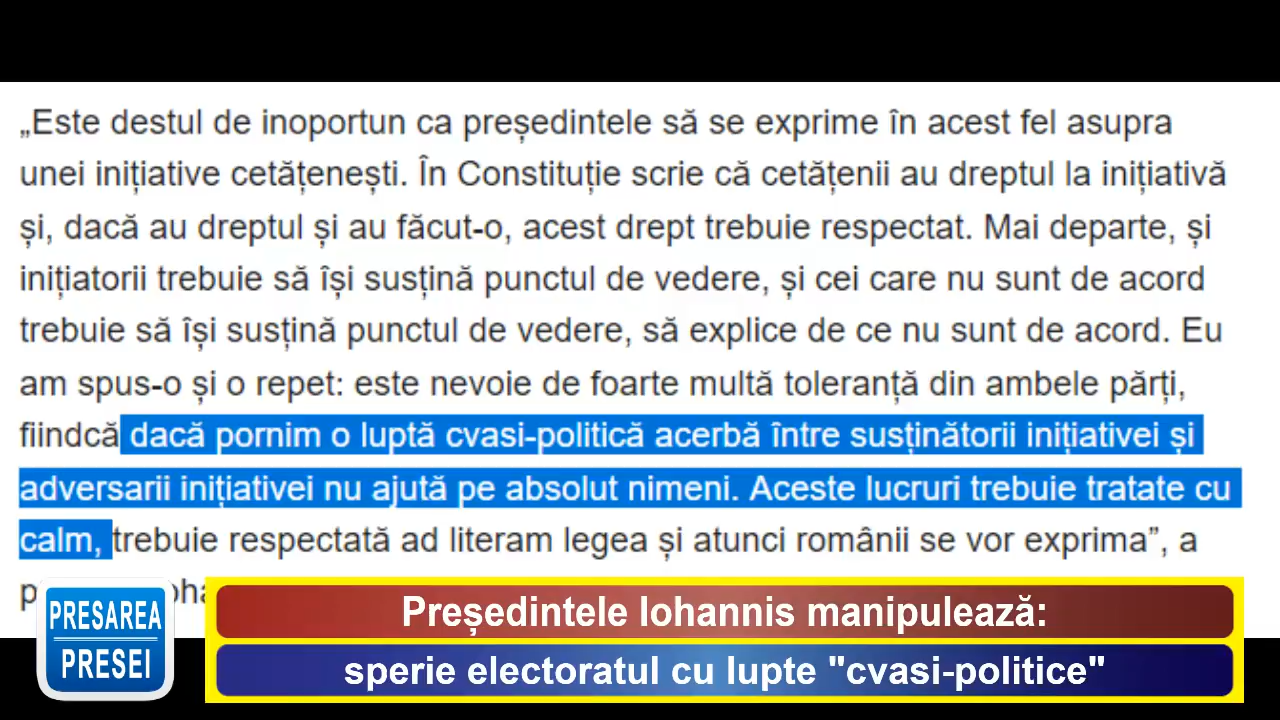 „Este destul de inoportun ca președintele să se exprime în acest fel asupra
unei inițiative cetățenești. În Constituție scrie că cetățenii au dreptul la inițiativă
și, dacă au dreptul și au făcut-o, acest drept trebuie respectat. Mai departe, și
inițiatorii trebuie să își susțină punctul de vedere, și cei care nu sunt de acord
trebuie să își susțină punctul de vedere, să explice de ce nu sunt de acord. Eu
am spus-o și o repet: este nevoie de foarte multă toleranță din ambele părți,
fiindcă dacă pornim o luptă cvasi-politică acerbă între susținătorii inițiativei și
adversarii inițiativei nu ajută pe absolut nimeni. Aceste lucruri trebuie tratate cu
calm, trebuie respectată ad literam legea și atunci românii se vor exprima”, a
PRESAREA
PRESEI
Președintele Iohannis manipulează:
sperie electoratul cu lupte "cvasi-politice"